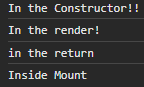 In the Constructor!!
In the render!
in the return
Inside Mount